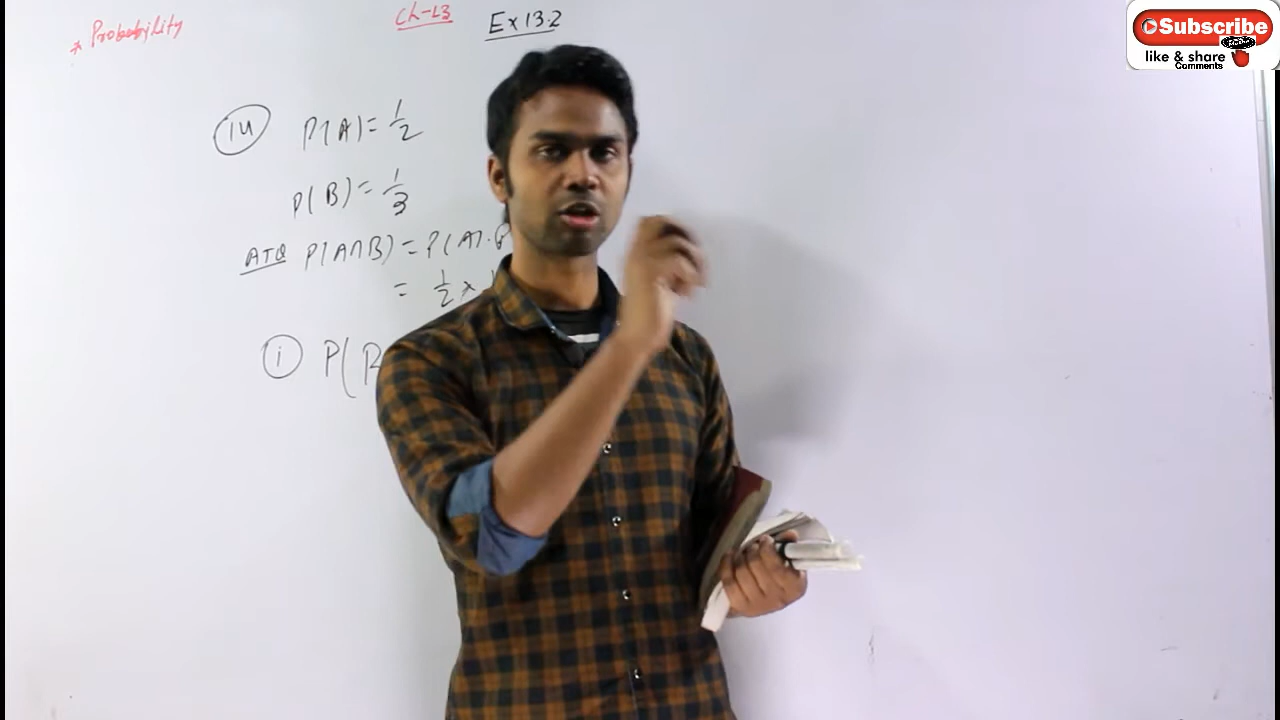 * Probability
Ch-13
Ex 13.2
Subscribe
like & share
Comments
14 P(A) = 1/2
P(B) = 1/3
ATQ P(A∩B) = P(A).P
= 1/2 ×
i P(